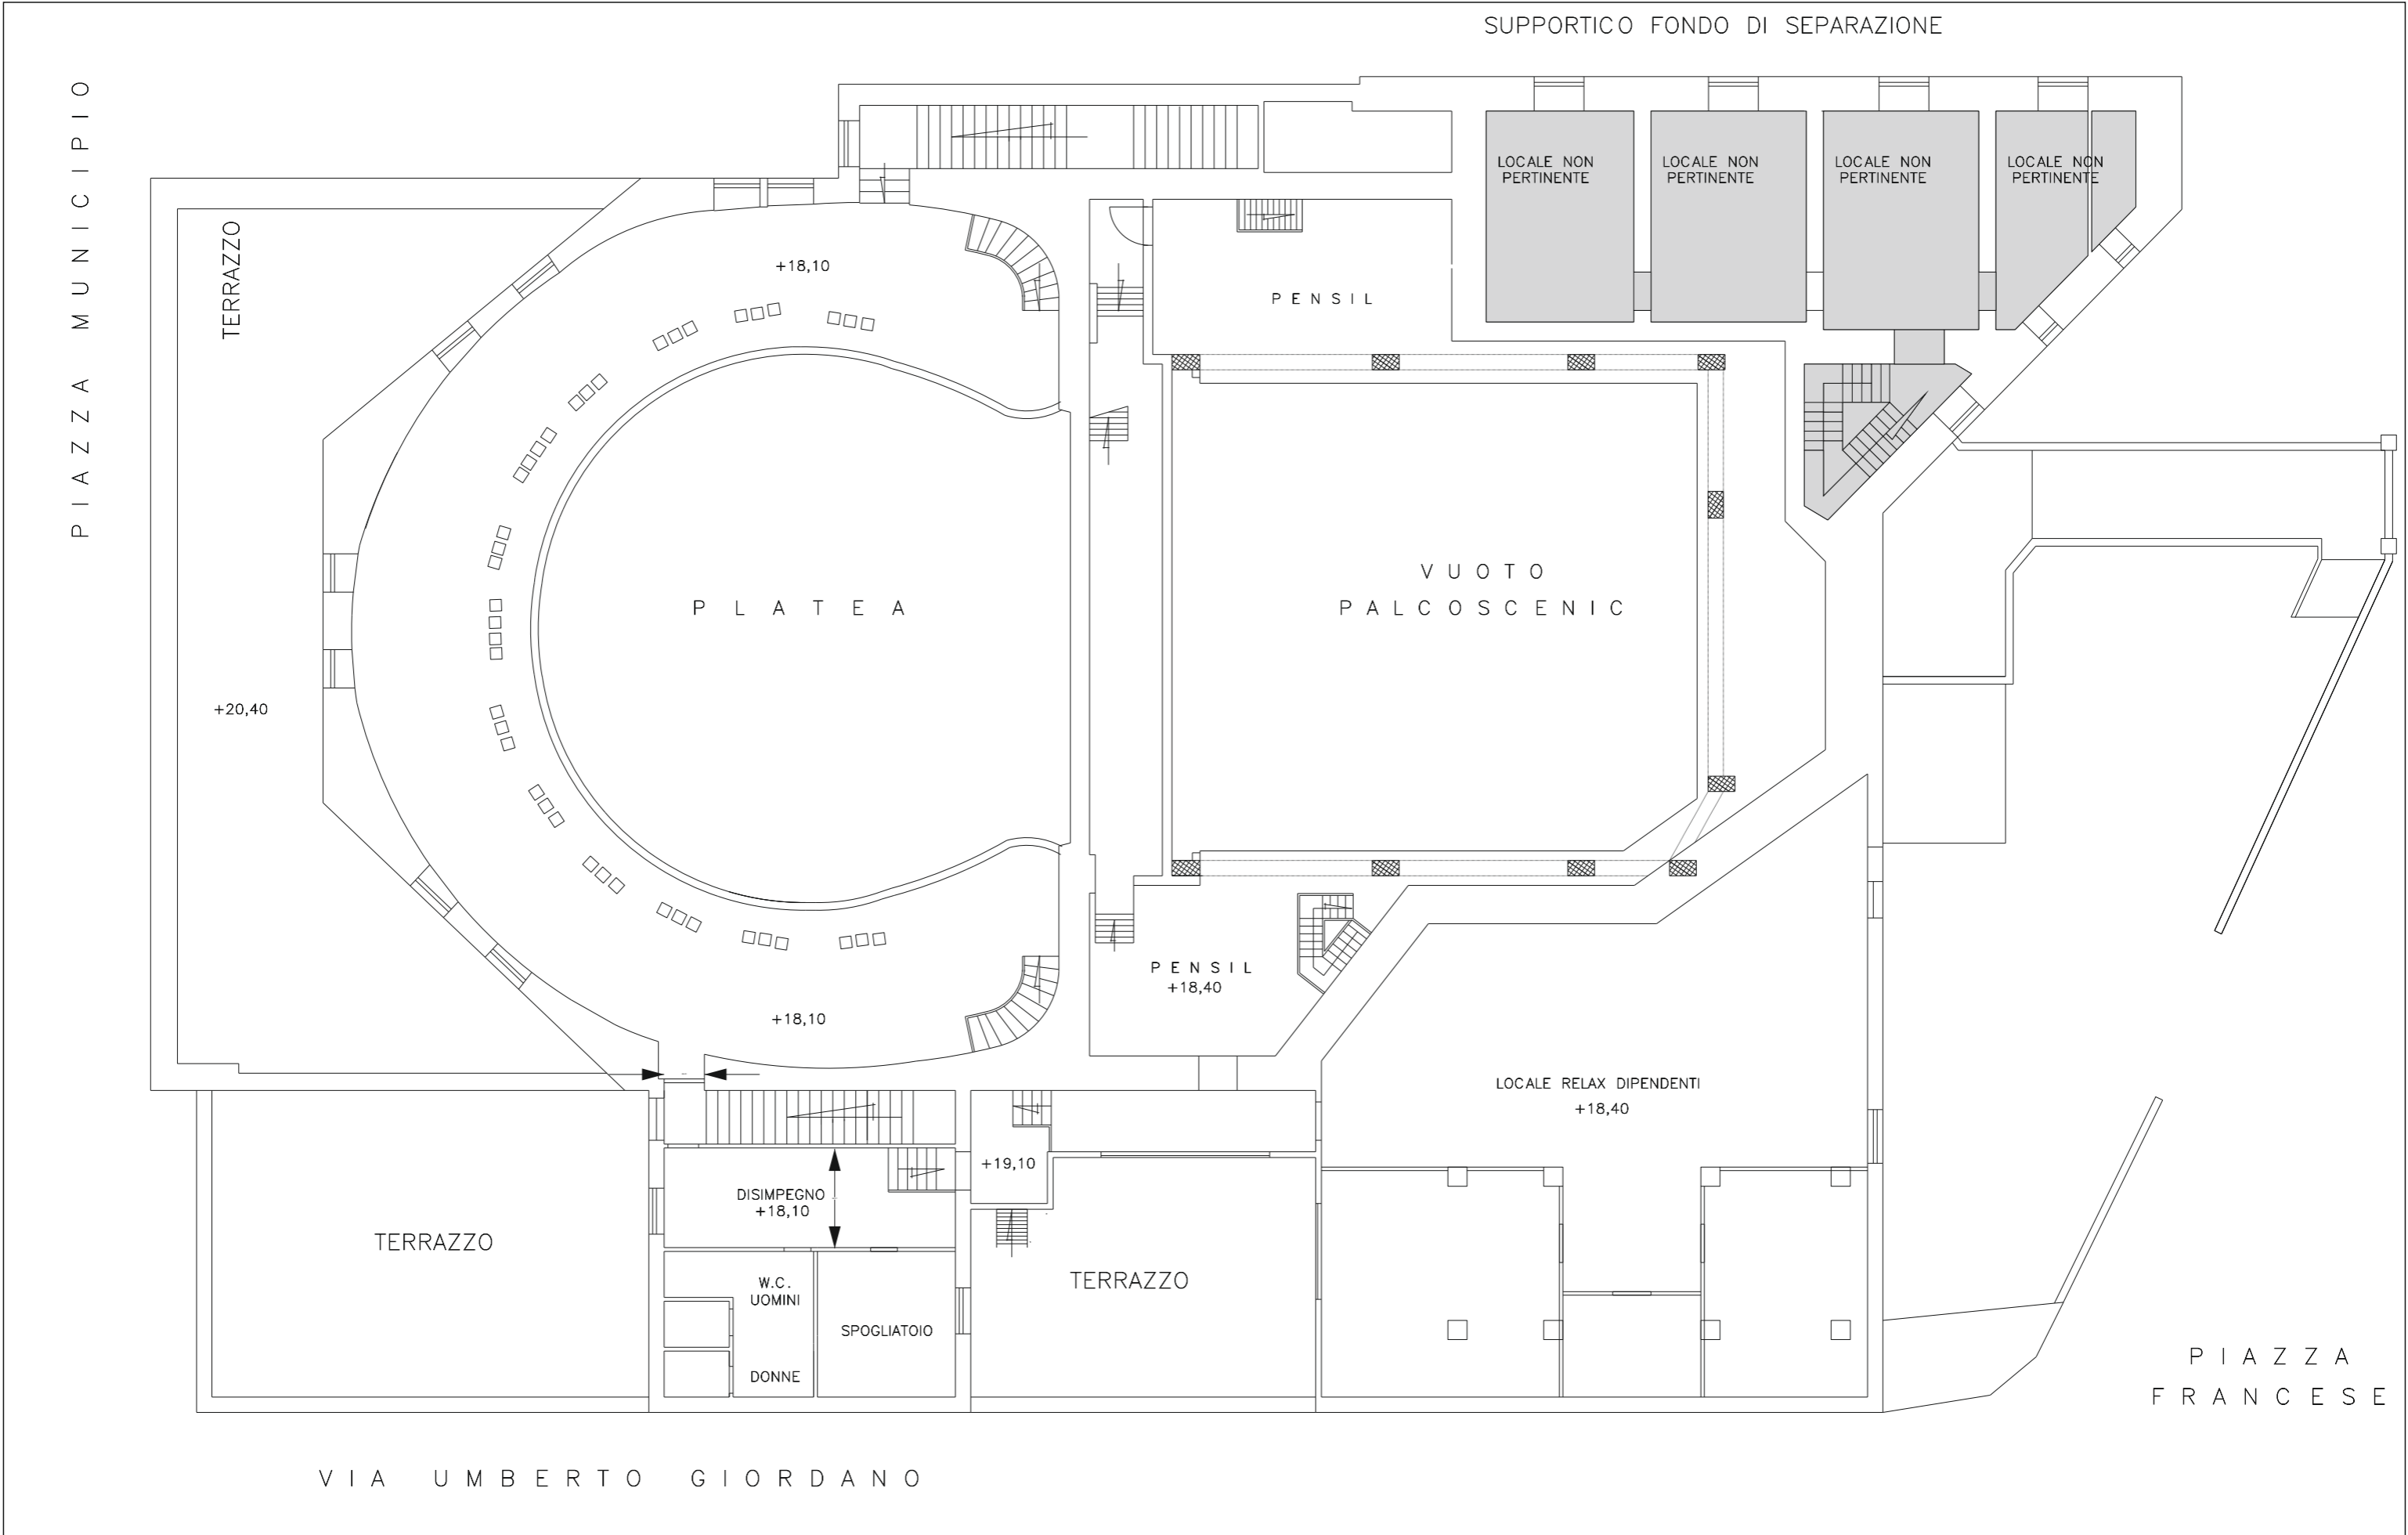 SUPPORTICO FONDO DI SEPARAZIONE
PIAZZA MUNICIPIO
TERRAZZO
LOCALE NON
PERTINENTE
LOCALE NON
PERTINENTE
LOCALE NON
PERTINENTE
LOCALE NON
PERTINENTE
+18,10
PENSIL
VUOTO
PALCOSCENIC
PLATEA
+20,40
PENSIL
+18,40
+18,10
LOCALE RELAX DIPENDENTI
+18,40
+19,10
DISIMPEGNO
+18,10
TERRAZZO
TERRAZZO
W.C.
UOMINI
SPOGLIATOIO
DONNE
PIAZZA
FRANCESE
VIA UMBERTO GIORDANO